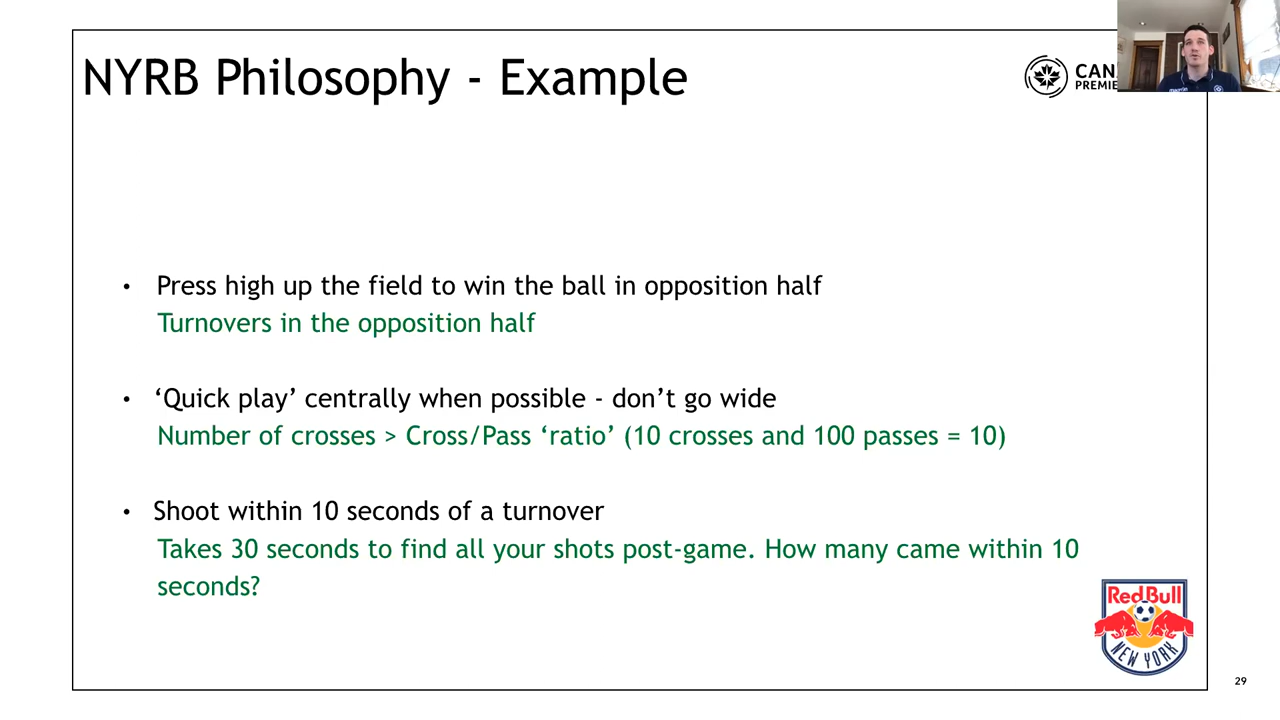 NYRB Philosophy - Example
CAN
PREMIE
• Press high up the field to win the ball in opposition half
Turnovers in the opposition half
• ‘Quick play’ centrally when possible - don’t go wide
Number of crosses > Cross/Pass ‘ratio’ (10 crosses and 100 passes = 10)
• Shoot within 10 seconds of a turnover
Takes 30 seconds to find all your shots post-game. How many came within 10
seconds?
Red Bull
NEW YORK
29